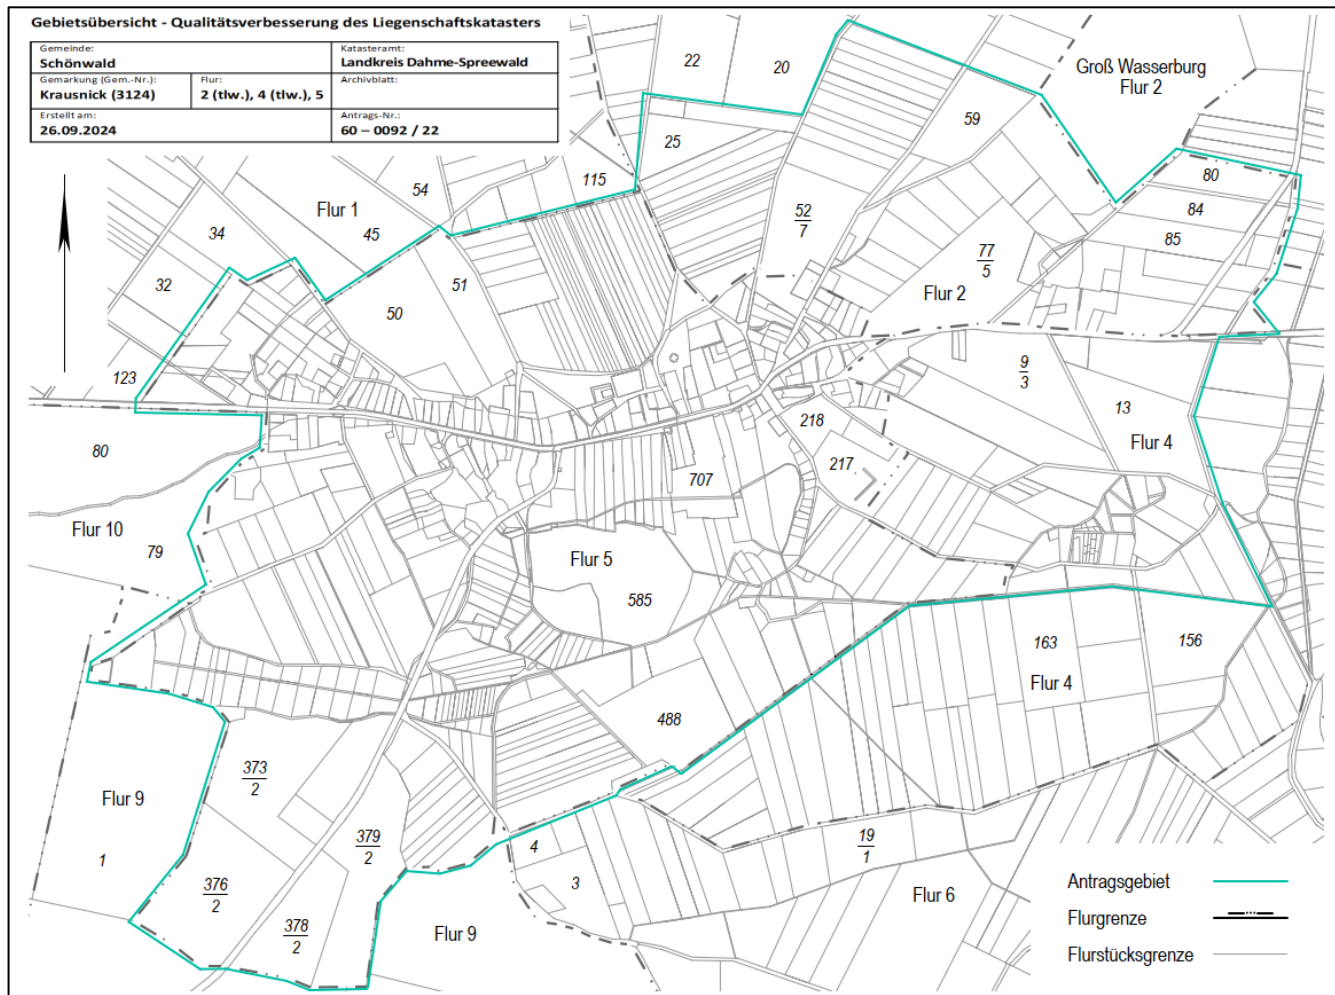 Gebietsübersicht - Qualitätsverbesserung des Liegenschaftskatasters
Gemeinde:
Schönwald
Katasteramt:
Landkreis Dahme-Spreewald
Gemarkung (Gem.-Nr.):
Krausnick (3124)
Flur:
2 (tlw.), 4 (tlw.), 5
Archivblatt:
Erstellt am:
26.09.2024
Antrags-Nr.:
60 – 0092 / 22
22
20
Groß Wasserburg
Flur 2
59
25
54
115
80
Flur 1
52
7
84
34
45
85
77
5
32
51
Flur 2
50
9
3
123
13
218
Flur 4
80
217
707
Flur 10
79
Flur 5
585
163
156
Flur 4
488
373
2
Flur 9
379
2
19
1
4
1
3
376
2
Flur 6
378
2
Flur 9
Antragsgebiet
Flurgrenze
Flurstücksgrenze